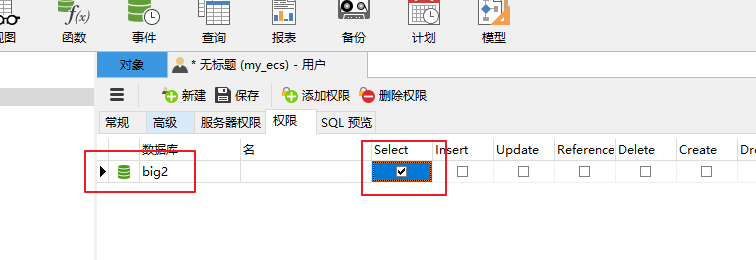 视图 函数 事件 查询 报表 备份 计划 模型
对象 * 无标题 (my_ecs) - 用户
新建 保存 添加权限 删除权限
常规 高级 服务器权限 权限 SQL 预览
数据库 名 Select Insert Update Reference Delete Create Dro
big2